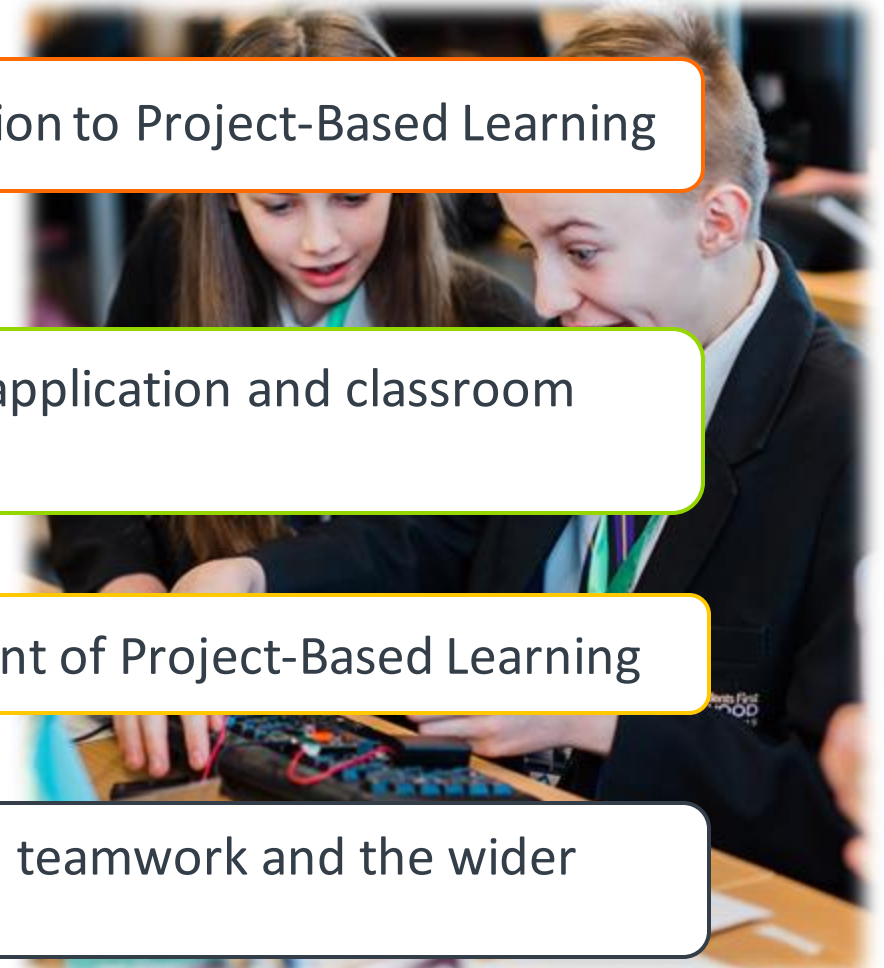 ion to Project-Based Learning
application and classroom
nt of Project-Based Learning
teamwork and the wider